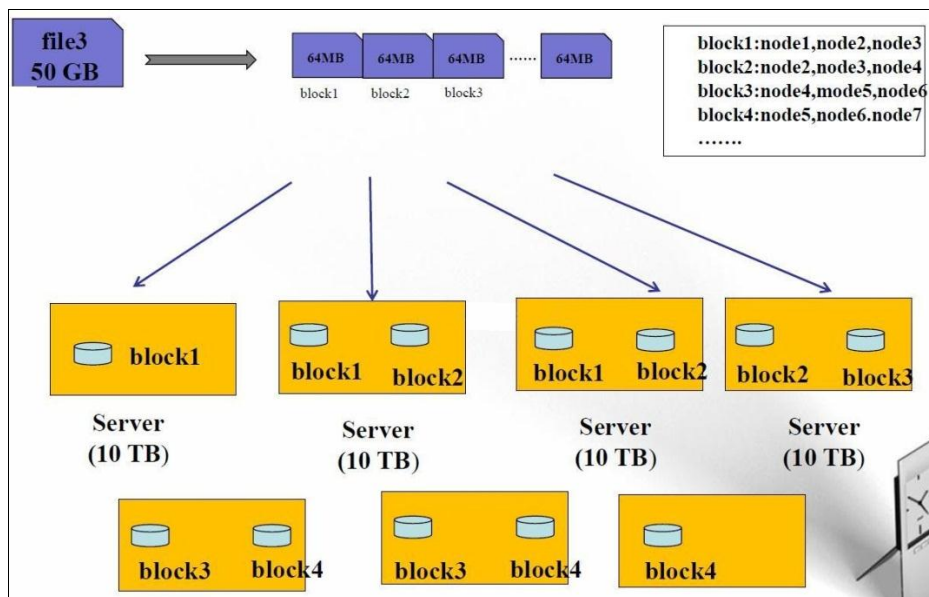 file3
50 GB
64MB
64MB
64MB
......
64MB
block1
block2
block3
block1:node1,node2,node3
block2:node2,node3,node4
block3:node4,mode5,node6
block4:node5,node6.node7
.......
block1
block1
block2
block1
block2
block2
block3
Server
(10 TB)
Server
(10 TB)
Server
(10 TB)
Server
(10 TB)
block3
block4
block3
block4
block4